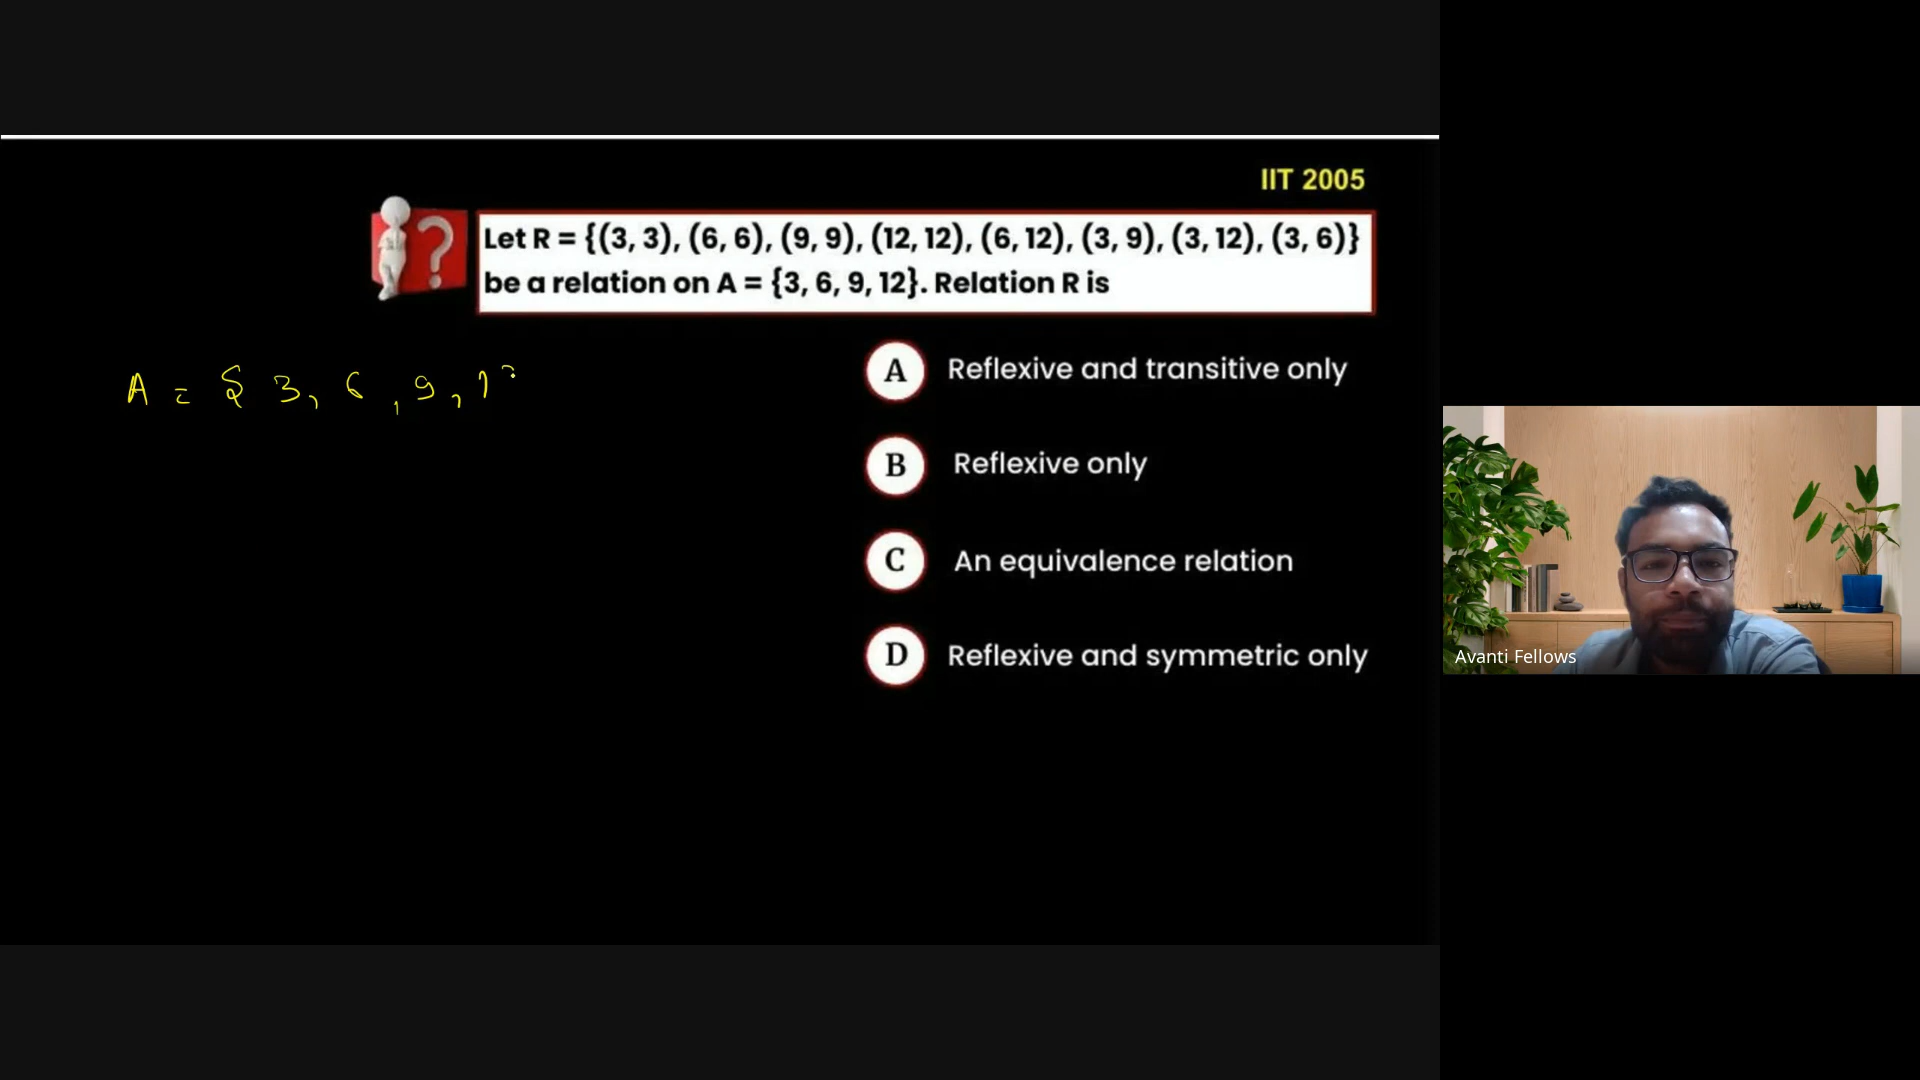 IIT 2005
Let R = {(3, 3), (6, 6), (9, 9), (12, 12), (6, 12), (3, 9), (3, 12), (3, 6)}
be a relation on A = {3, 6, 9, 12}. Relation R is
A = { 3, 6, 9, 1
A Reflexive and transitive only
B Reflexive only
C An equivalence relation
D Reflexive and symmetric only
Avanti Fellows